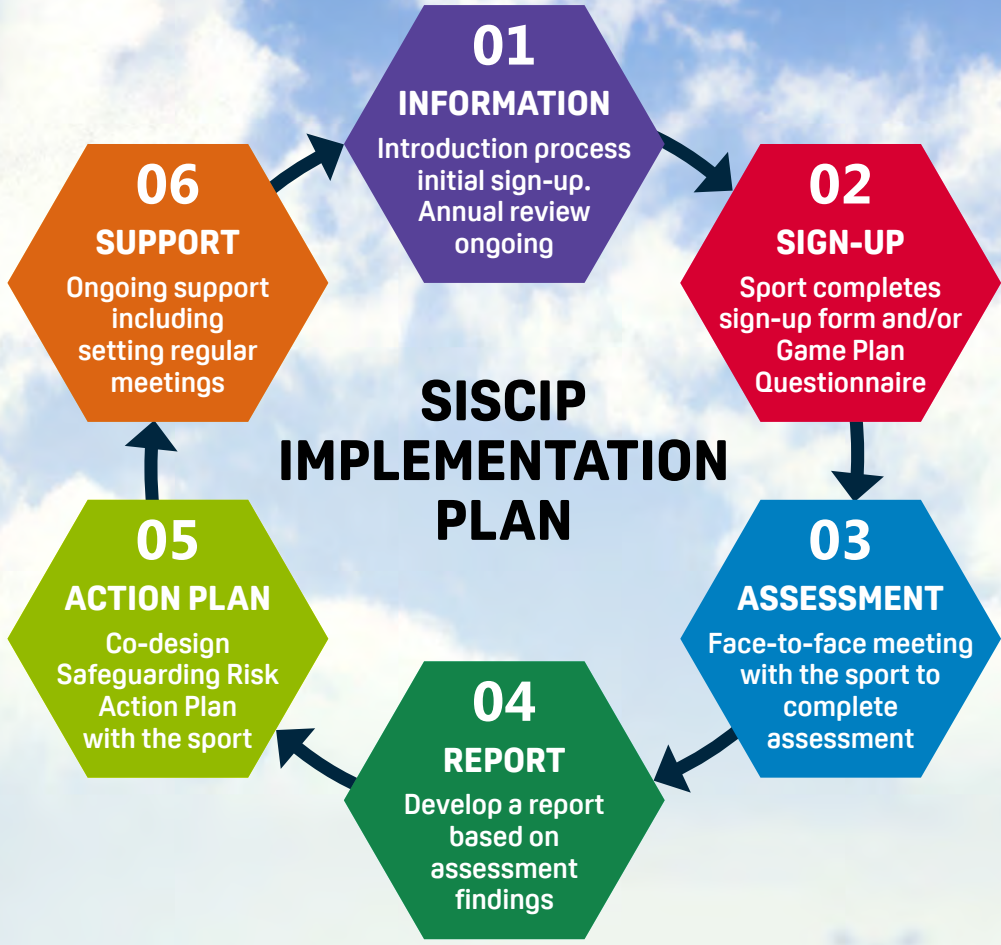 01
INFORMATION
Introduction process
initial sign-up.
Annual review
ongoing
02
SIGN-UP
Sport completes
sign-up form and/or
Game Plan
Questionnaire
03
ASSESSMENT
Face-to-face meeting
with the sport to
complete
assessment
04
REPORT
Develop a report
based on
assessment
findings
05
ACTION PLAN
Co-design
Safeguarding Risk
Action Plan
with the sport
06
SUPPORT
Ongoing support
including
setting regular
meetings
SISCIP
IMPLEMENTATION
PLAN